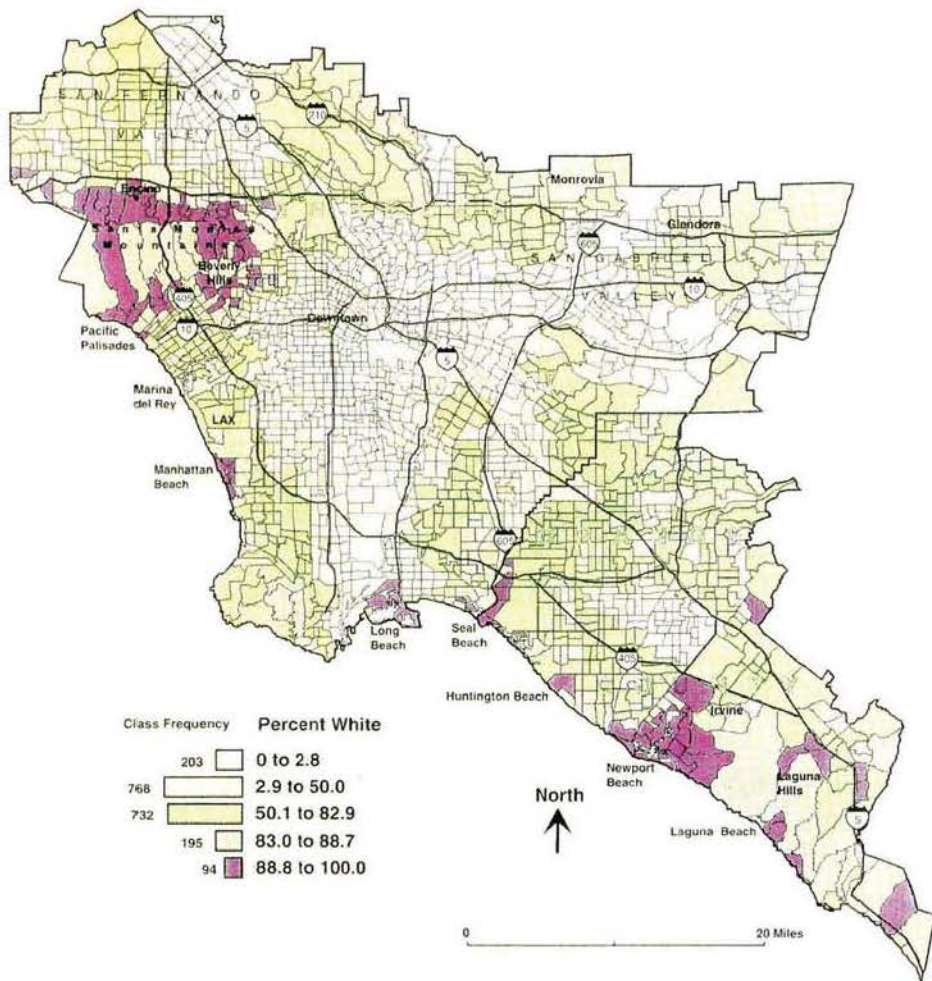 SAN FERNANDO
VALLEY
5
210
Encino
Santa Monica
Mountains
Beverly
Hills
405
10
Pacific
Palisades
Marina
del Rey
LAX
Manhattan
Beach
Downtown
Monrovia
Glendora
605
SAN GABRIEL
VALLEY
10
5
605
Long
Beach
Seal
Beach
Huntington Beach
405
Irvine
Newport
Beach
Laguna
Hills
Laguna Beach
5
Class Frequency Percent White
203 0 to 2.8
768 2.9 to 50.0
732 50.1 to 82.9
195 83.0 to 88.7
94 88.8 to 100.0
North
0 20 Miles